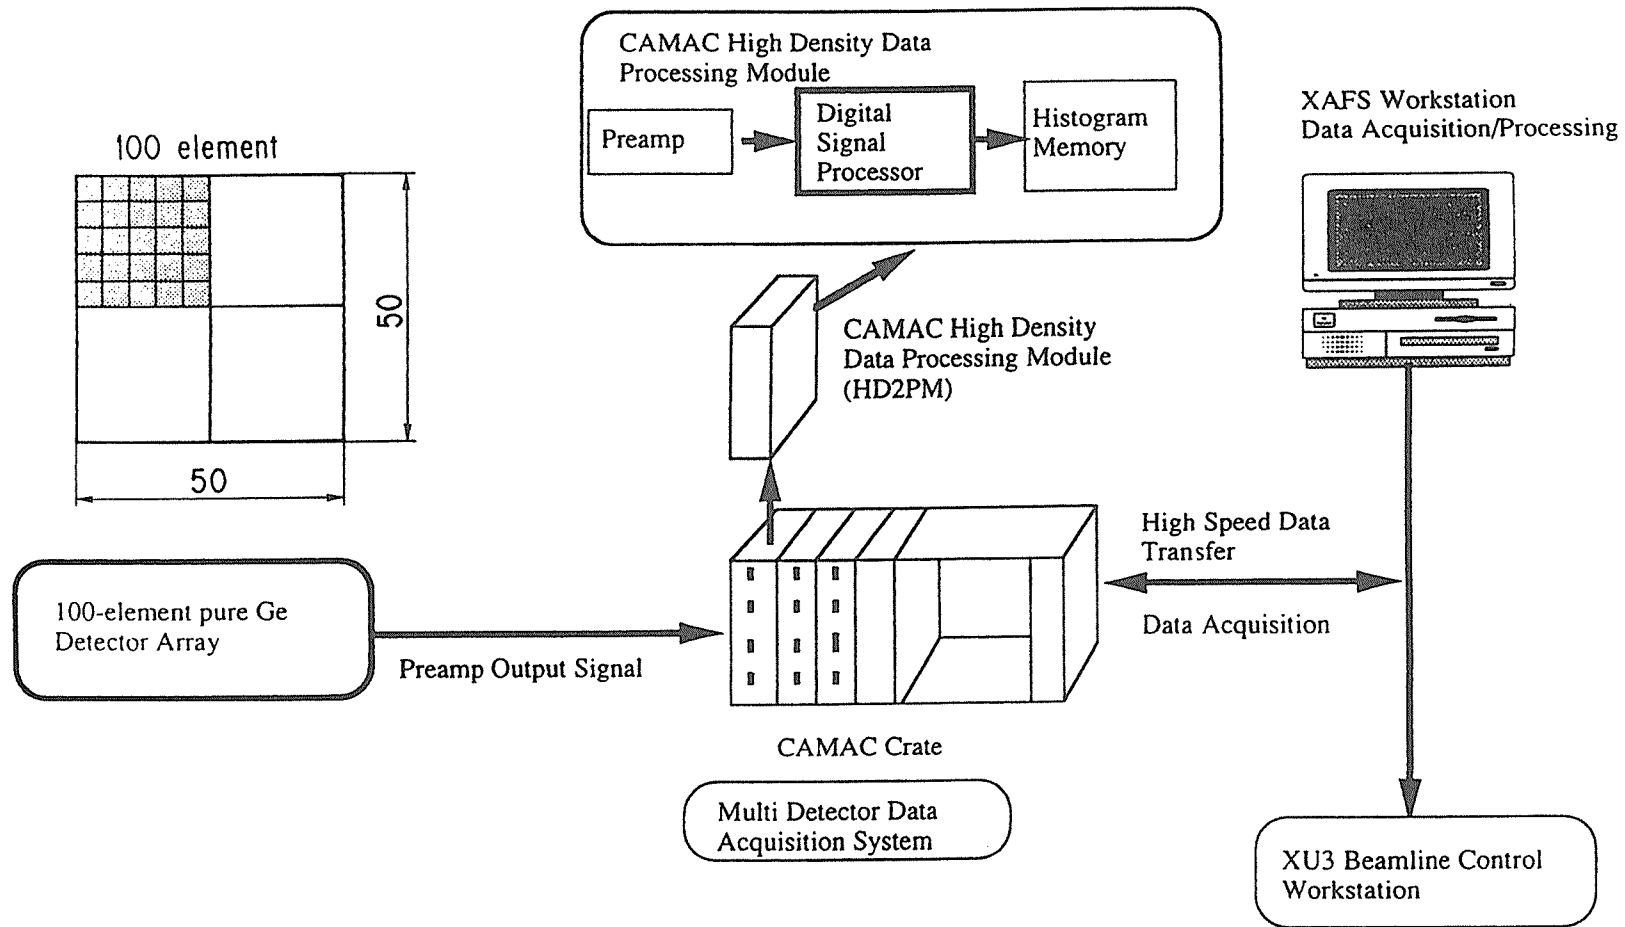 CAMAC High Density Data
Processing Module
Preamp
Digital
Signal
Processor
Histogram
Memory
XAFS Workstation
Data Acquisition/Processing
100 element
50
50
CAMAC High Density
Data Processing Module
(HD2PM)
High Speed Data
Transfer
Data Acquisition
100-element pure Ge
Detector Array
Preamp Output Signal
CAMAC Crate
Multi Detector Data
Acquisition System
XU3 Beamline Control
Workstation